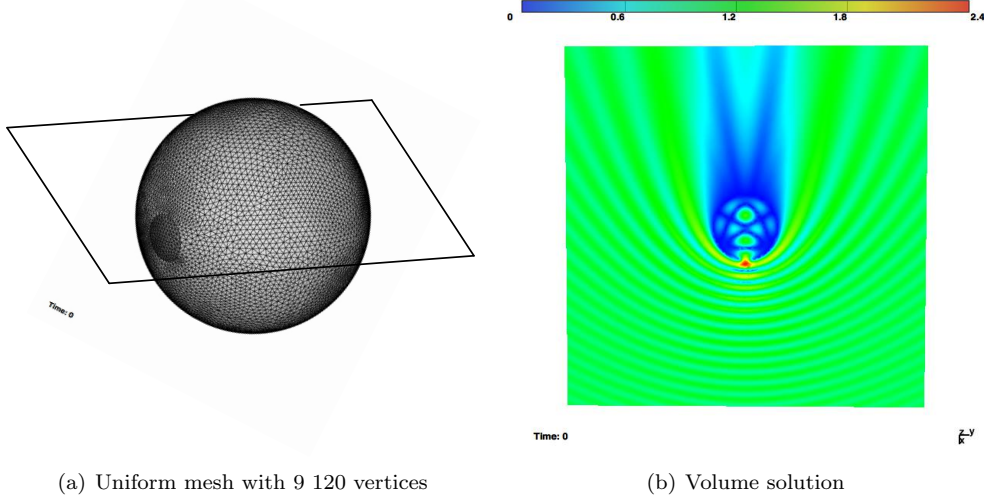 0 0.6 1.2 1.8 2.4
Time: 0
Time: 0
z y
x
(a) Uniform mesh with 9 120 vertices
(b) Volume solution